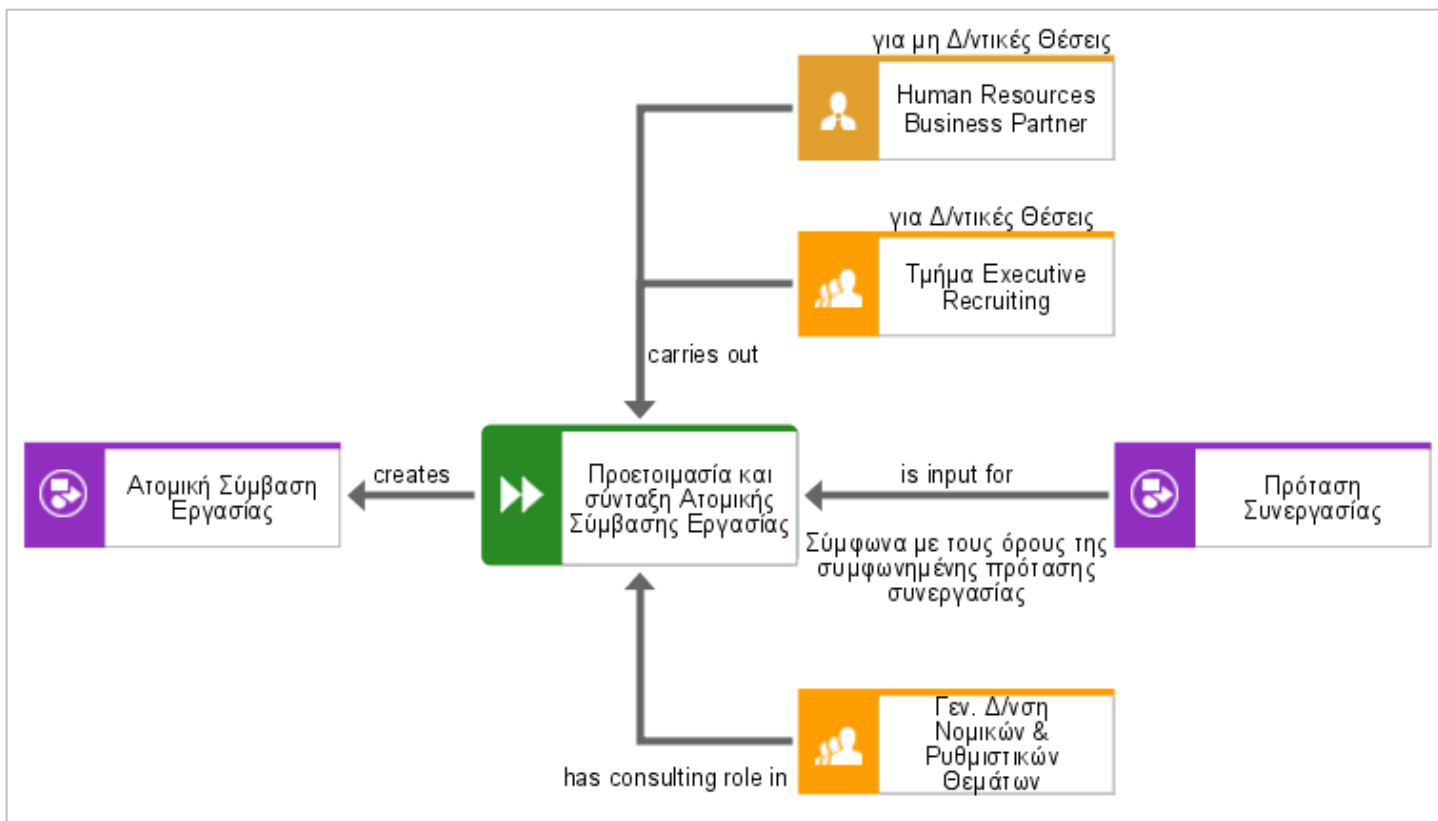 για μη Δ/ντικές Θέσεις
Human Resources
Business Partner
για Δ/ντικές Θέσεις
Τμήμα Executive
Recruiting
carries out
Ατομική Σύμβαση
Εργασίας
creates
Προετοιμασία και
σύνταξη Ατομικής
Σύμβασης Εργασίας
is input for
Σύμφωνα με τους όρους της
συμφωνημένης πρότασης
συνεργασίας
Πρόταση
Συνεργασίας
has consulting role in
Γεν. Δ/νση
Νομικών &
Ρυθμιστικών
Θεμάτων